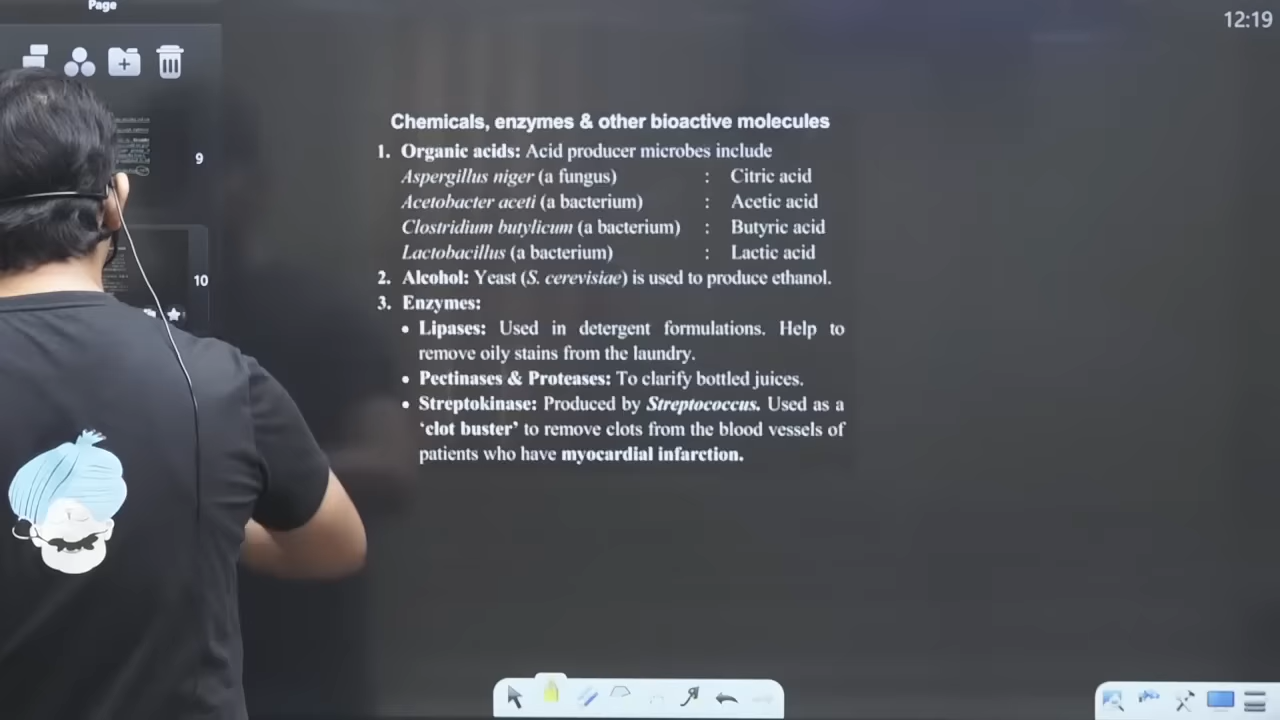 Page
12:19
9
10
Chemicals, enzymes & other bioactive molecules
1. Organic acids: Acid producer microbes include
Aspergillus niger (a fungus) : Citric acid
Acetobacter aceti (a bacterium) : Acetic acid
Clostridium butylicum (a bacterium) : Butyric acid
Lactobacillus (a bacterium) : Lactic acid
2. Alcohol: Yeast (S. cerevisiae) is used to produce ethanol.
3. Enzymes:
• Lipases: Used in detergent formulations. Help to
remove oily stains from the laundry.
• Pectinases & Proteases: To clarify bottled juices.
• Streptokinase: Produced by Streptococcus. Used as a
‘clot buster’ to remove clots from the blood vessels of
patients who have myocardial infarction.